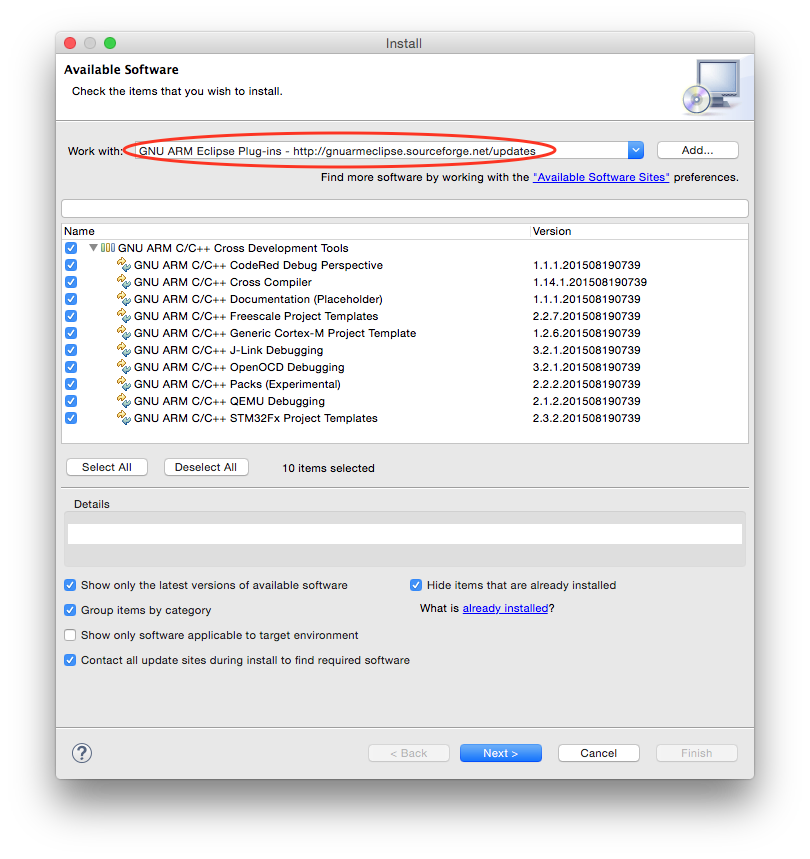 Install
Available Software
Check the items that you wish to install.
Work with: GNU ARM Eclipse Plug-ins - http://gnuarmeclipse.sourceforge.net/updates Add...
Find more software by working with the "Available Software Sites" preferences.
Name Version
GNU ARM C/C++ Cross Development Tools
GNU ARM C/C++ CodeRed Debug Perspective 1.1.1.201508190739
GNU ARM C/C++ Cross Compiler 1.14.1.201508190739
GNU ARM C/C++ Documentation (Placeholder) 1.1.1.201508190739
GNU ARM C/C++ Freescale Project Templates 2.2.7.201508190739
GNU ARM C/C++ Generic Cortex-M Project Template 1.2.6.201508190739
GNU ARM C/C++ J-Link Debugging 3.2.1.201508190739
GNU ARM C/C++ OpenOCD Debugging 3.2.1.201508190739
GNU ARM C/C++ Packs (Experimental) 2.2.2.201508190739
GNU ARM C/C++ QEMU Debugging 2.1.2.201508190739
GNU ARM C/C++ STM32Fx Project Templates 2.3.2.201508190739
Select All Deselect All 10 items selected
Details
Show only the latest versions of available software Hide items that are already installed
Group items by category What is already installed?
Show only software applicable to target environment
Contact all update sites during install to find required software
? < Back Next > Cancel Finish